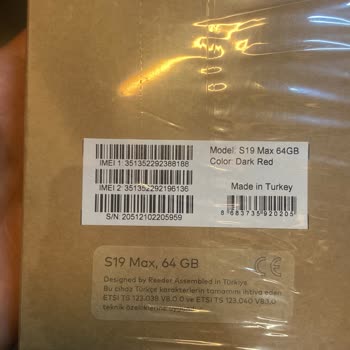 Model: S19 Max 64GB
Color: Dark Red
IMEI 1: 351352292388188
IMEI 2: 351352292196136
Made in Turkey
S/N: 20512102205959
8 683735 920205
S19 Max, 64 GB
CE
Designed by Reeder Assembled in Türkiye.
Bu cihaz Türkçe karakterlerin tamamını ihtiva eden
ETSI TS 123.038 V8.0.0 ve ETSI TS 123.040 V8.1.0
teknik özelliklerine uygundur.